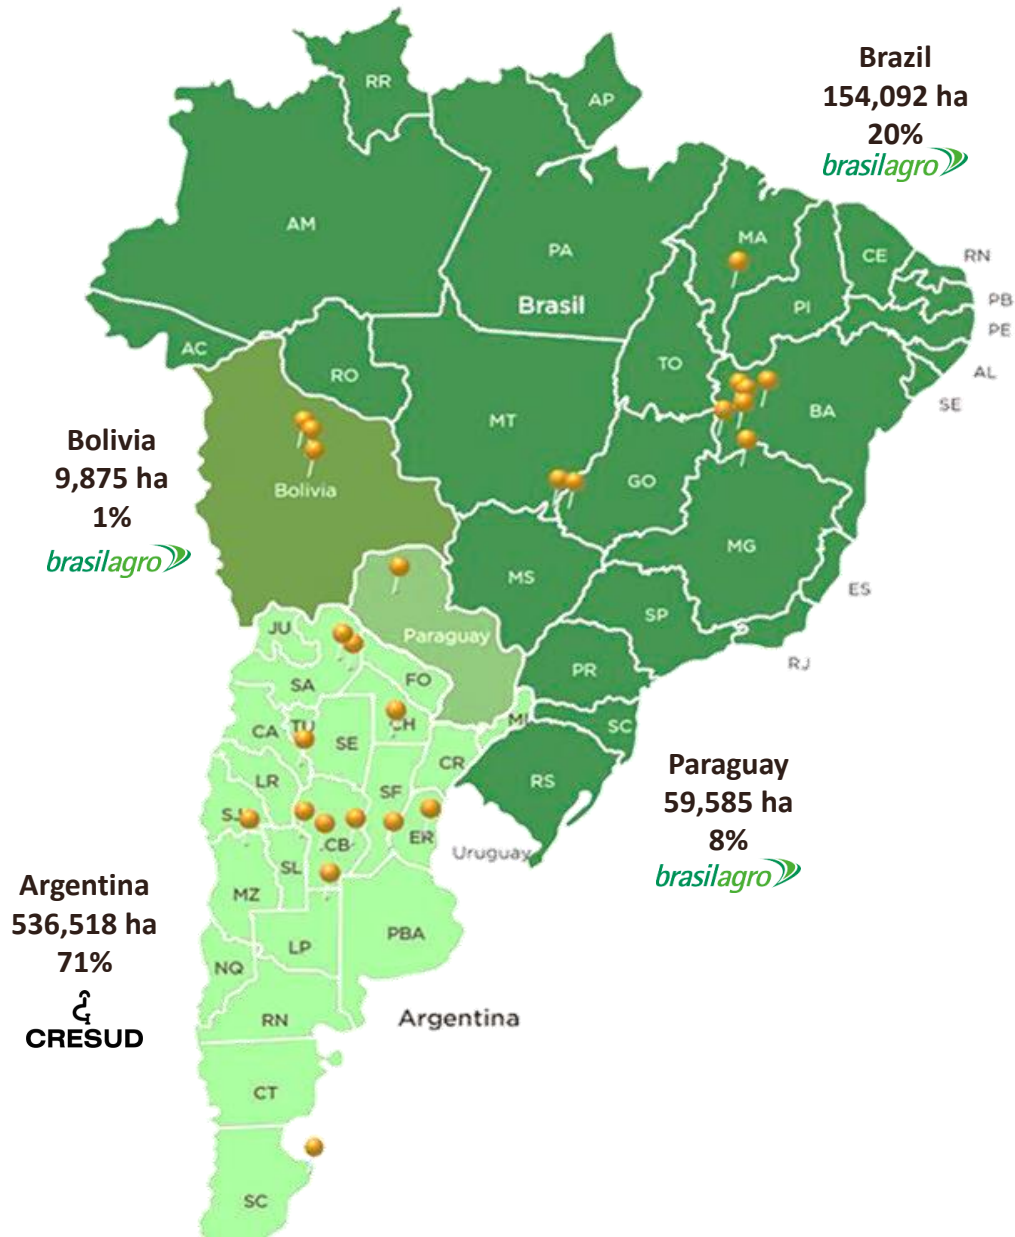 Brazil
154,092 ha
20%
brasilagro
RR
AP
AM
PA
MA
CE
RN
PB
PE
AL
SE
PI
Brasil
AC
RO
TO
MT
BA
Bolivia
9,875 ha
1%
brasilagro
Bolivia
GO
MG
MS
ES
SP
RJ
PR
SC
RS
Paraguay
JU
SA
FO
CA
TU
SE
CH
MI
CR
LR
SF
SJ
CB
ER
Uruguay
SL
MZ
Paraguay
59,585 ha
8%
brasilagro
Argentina
536,518 ha
71%
CRESUD
LP
PBA
NQ
RN
Argentina
CT
SC